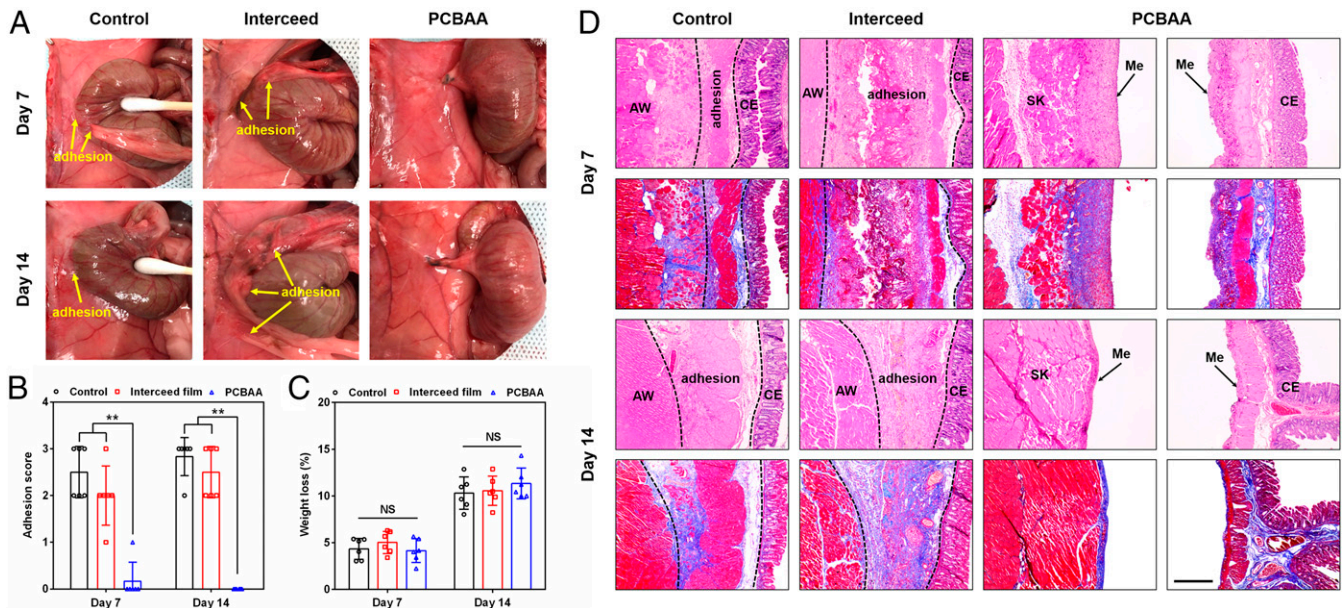 A
Control
Interceed
PCBAA
Day 7
adhesion
adhesion
Day 14
adhesion
adhesion
B
Control
Interceed film
PCBAA
Adhesion score
4
3
2
1
0
**
**
Day 7
Day 14
C
Control
Interceed film
PCBAA
Weight loss (%)
20
15
10
5
0
NS
NS
Day 7
Day 14
D
Control
Interceed
PCBAA
Day 7
AW
adhesion
CE
AW
adhesion
CE
SK
Me
Me
CE
Day 14
AW
adhesion
CE
AW
adhesion
CE
SK
Me
Me
CE